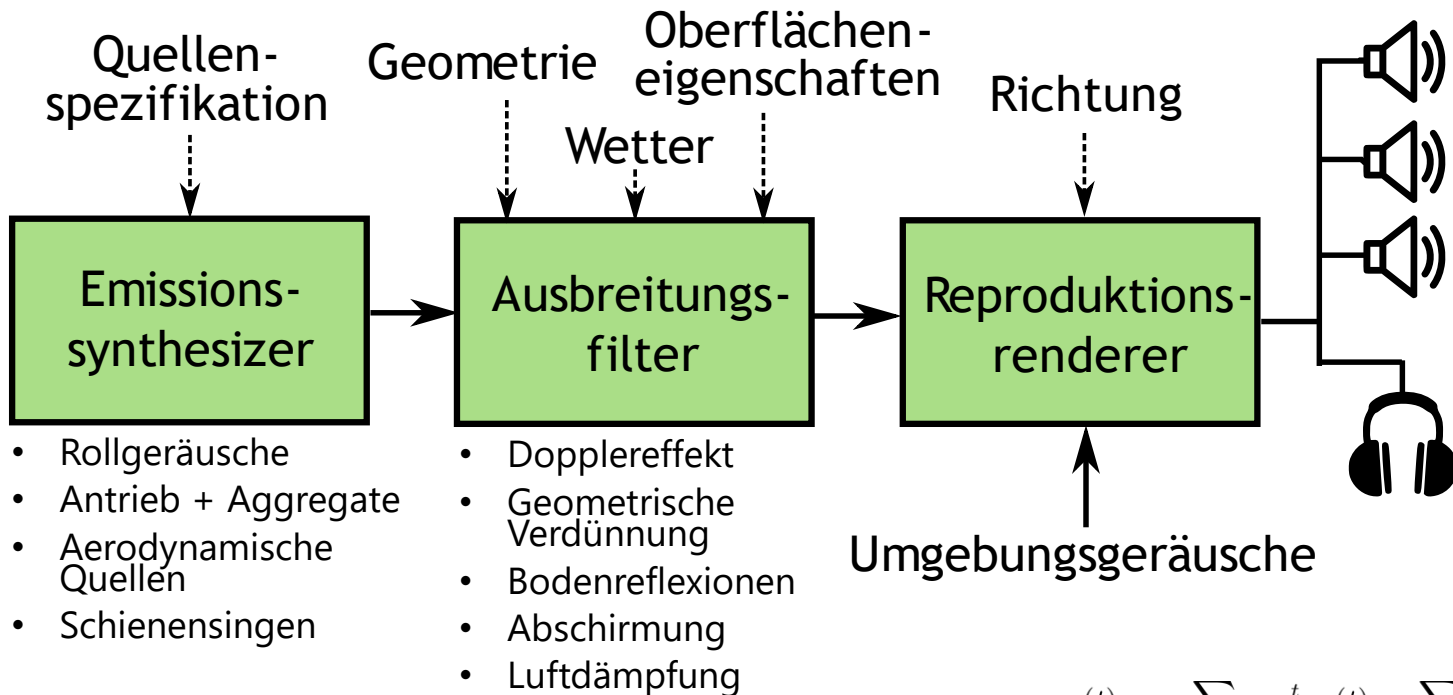 Quellen-
spezifikation
Geometrie
Wetter
Oberflächen-
eigenschaften
Richtung
Emissions-
synthesizer
Ausbreitungs-
filter
Reproduktions-
renderer
• Rollgeräusche
• Antrieb + Aggregate
• Aerodynamische
Quellen
• Schienensingen
• Dopplereffekt
• Geometrische
Verdünnung
• Bodenreflexionen
• Abschirmung
• Luftdämpfung
Umgebungsgeräusche